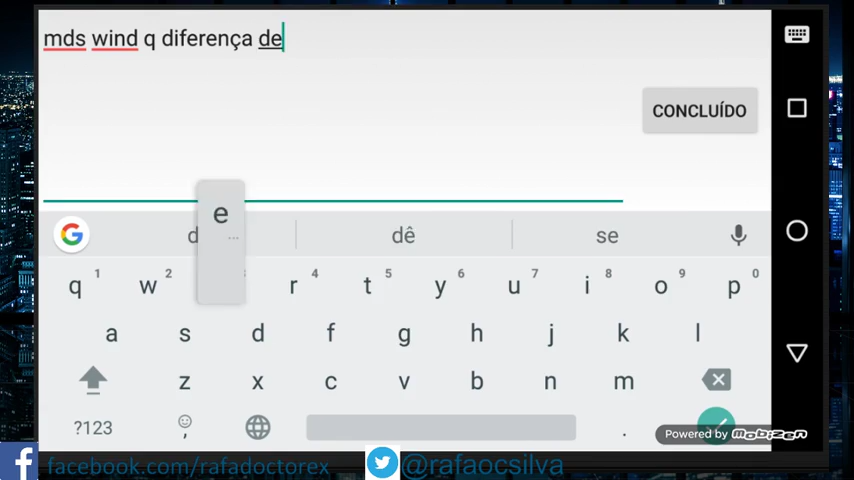 mds wind q diferença de
CONCLUÍDO
e
...
d
dê
se
1 2 4 5 6 7 8 9 0
q w r t y u i o p
a s d f g h j k l
z x c v b n m
?123 , .
Powered by mobizen
facebook.com/rafadoctorex @rafaocsilva